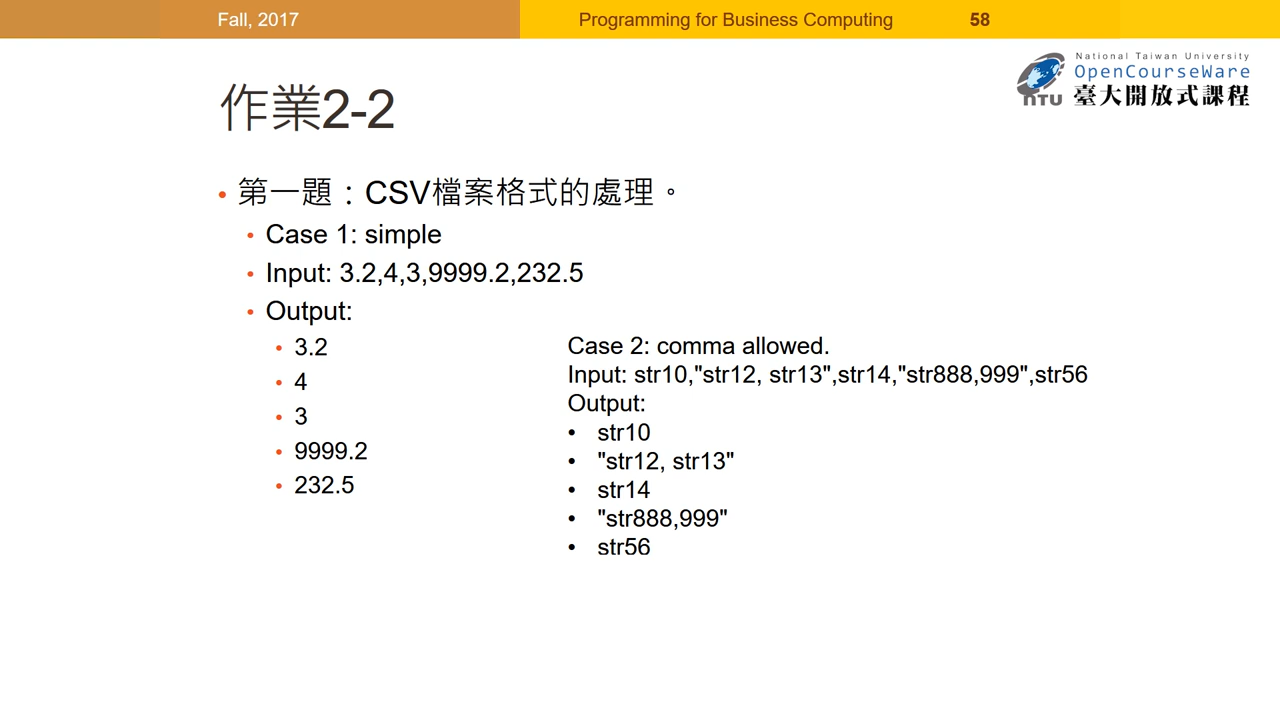 Fall, 2017
Programming for Business Computing
58
National Taiwan University
OpenCourseWare
臺大開放式課程
NTU
作業2-2
• 第一題：CSV檔案格式的處理。
• Case 1: simple
• Input: 3.2,4,3,9999.2,232.5
• Output:
• 3.2
• 4
• 3
• 9999.2
• 232.5
Case 2: comma allowed.
Input: str10,"str12, str13",str14,"str888,999",str56
Output:
• str10
• "str12, str13"
• str14
• "str888,999"
• str56